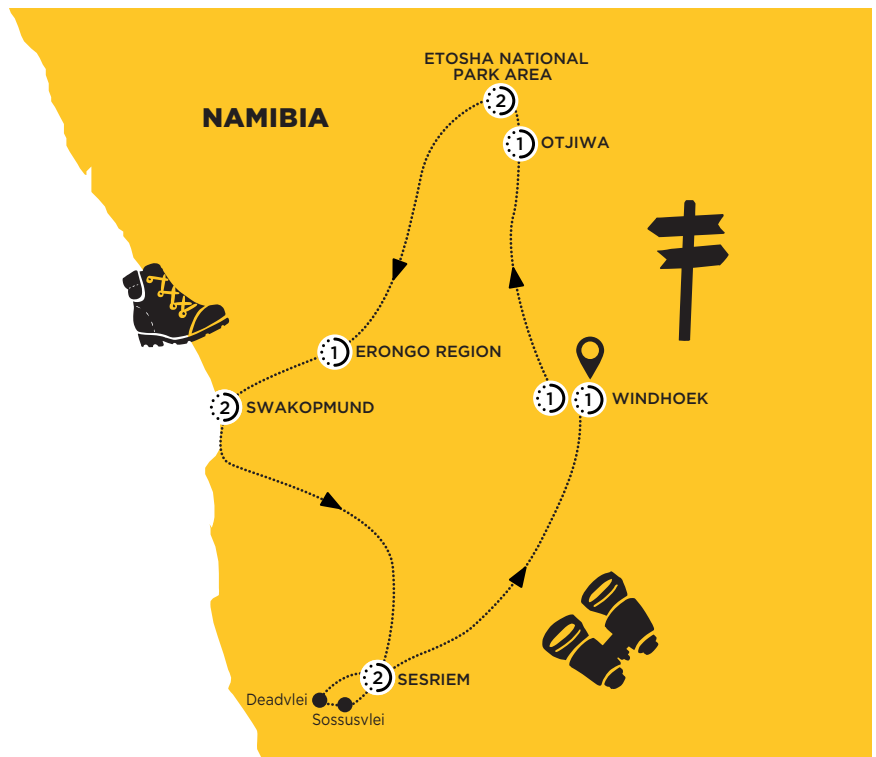 ETOSHA NATIONAL
PARK AREA
2
NAMIBIA
1 OTJIWA
1 ERONGO REGION
1 1 WINDHOEK
2 SWAKOPMUND
2 SESRIEM
Deadvlei
Sossusvlei